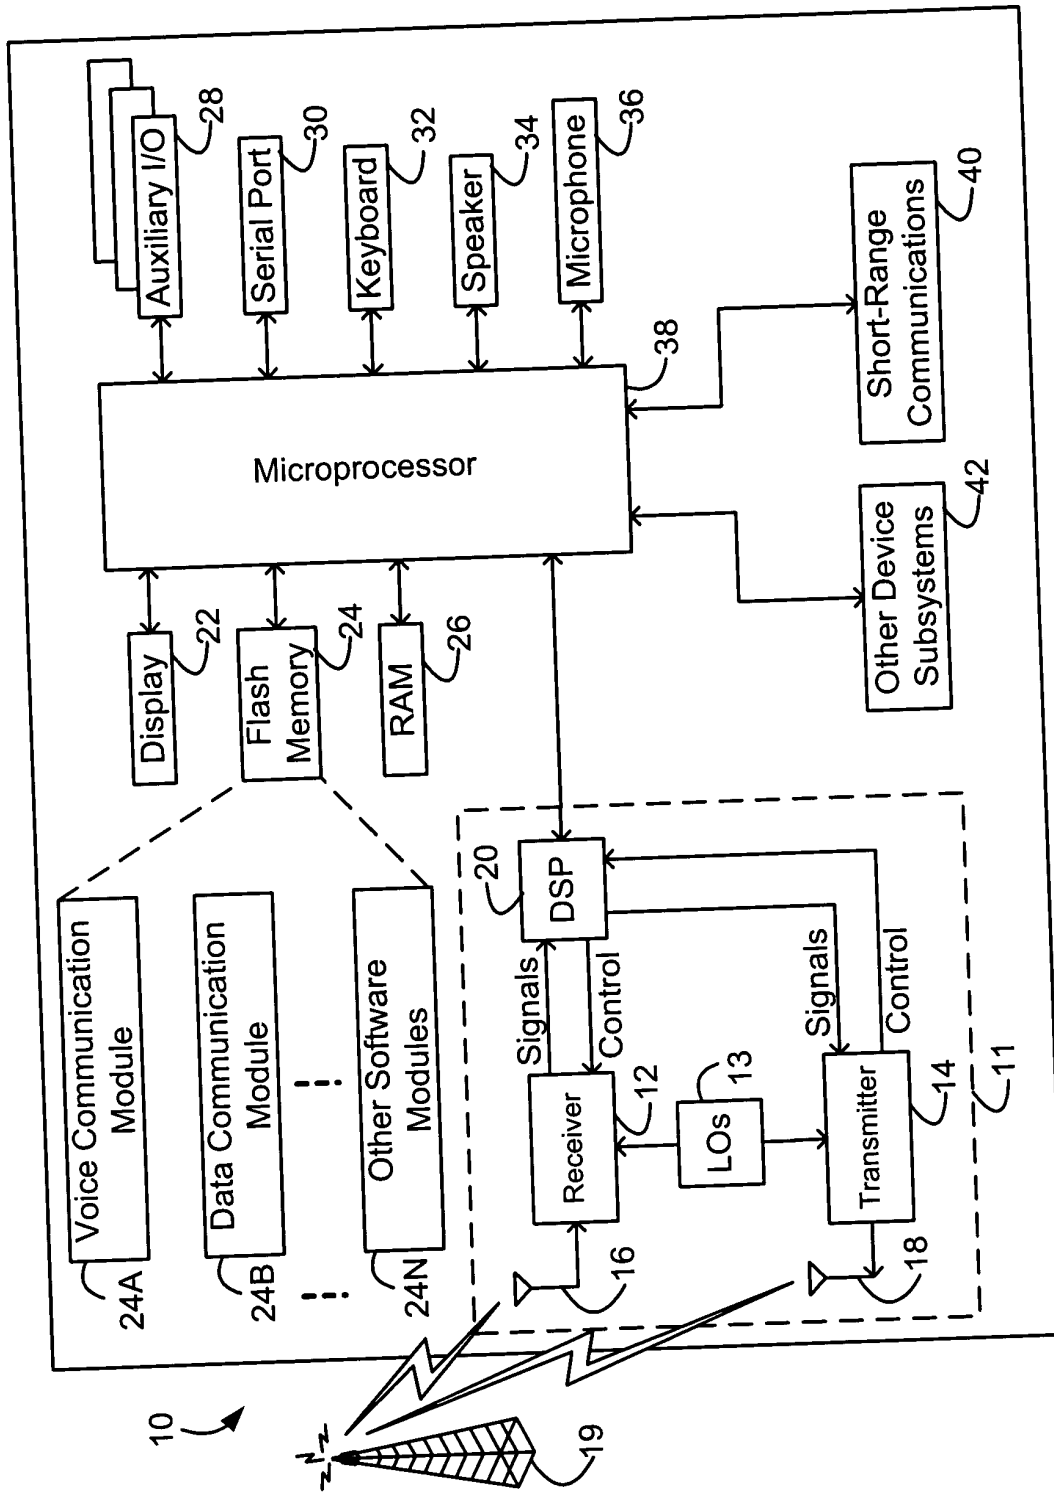 10
19
Voice Communication
Module
24A
Data Communication
Module
24B
Other Software
Modules
24N
Display
22
Flash
Memory
24
RAM
26
Microprocessor
38
Auxiliary I/O
28
Serial Port
30
Keyboard
32
Speaker
34
Microphone
36
Short-Range
Communications
40
Other Device
Subsystems
42
DSP
20
Signals
Control
Receiver
12
16
LOs
13
Signals
Control
Transmitter
14
18
11